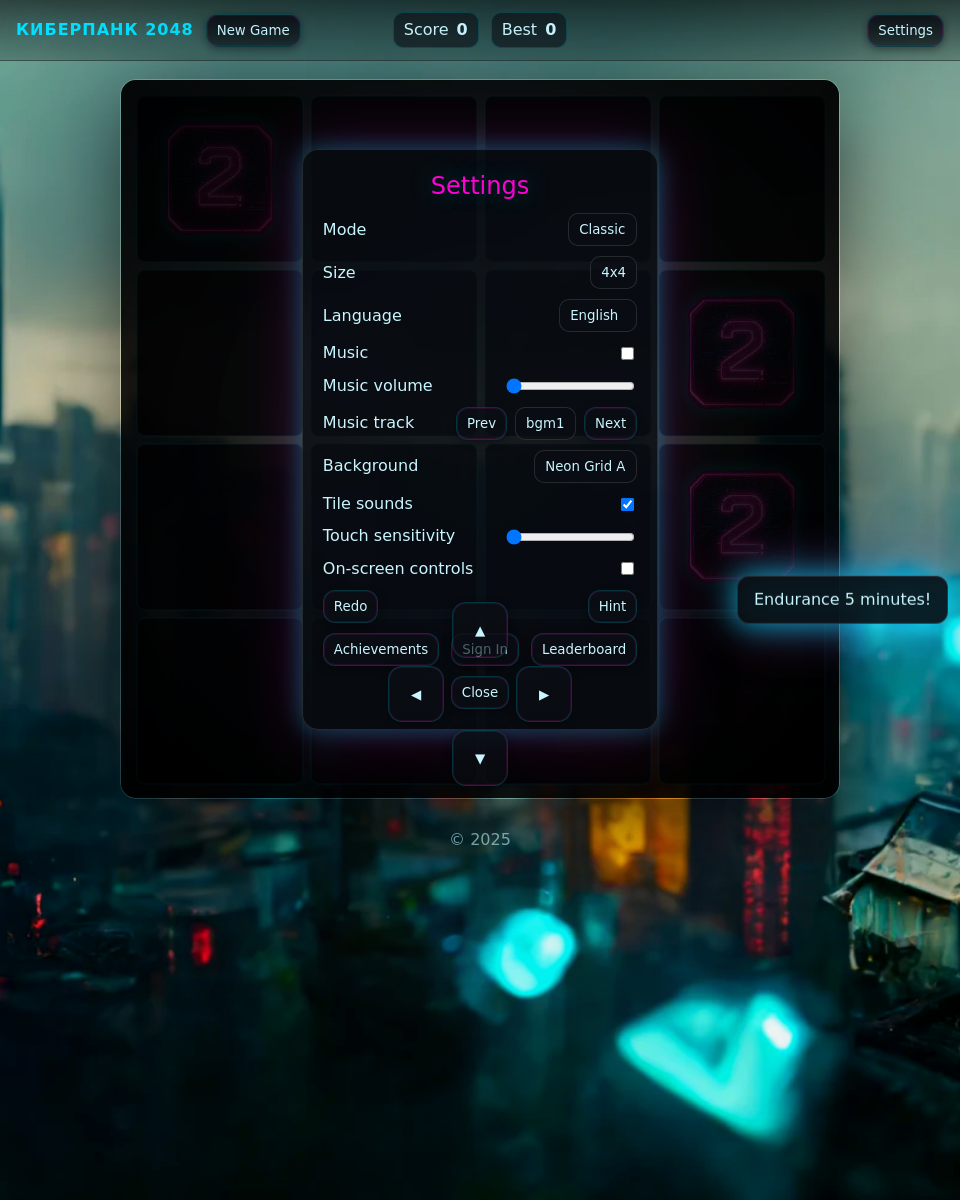 КИБЕРПАНК 2048
New Game
Score 0
Best 0
Settings
2
Settings
Mode Classic
Size 4x4
Language English
2
Music
Music volume
Music track Prev bgm1 Next
Background Neon Grid A
Tile sounds
2
Touch sensitivity
On-screen controls
Endurance 5 minutes!
Redo Hint
▲
Achievements Sign In Leaderboard
◀ Close ▶
▼
© 2025